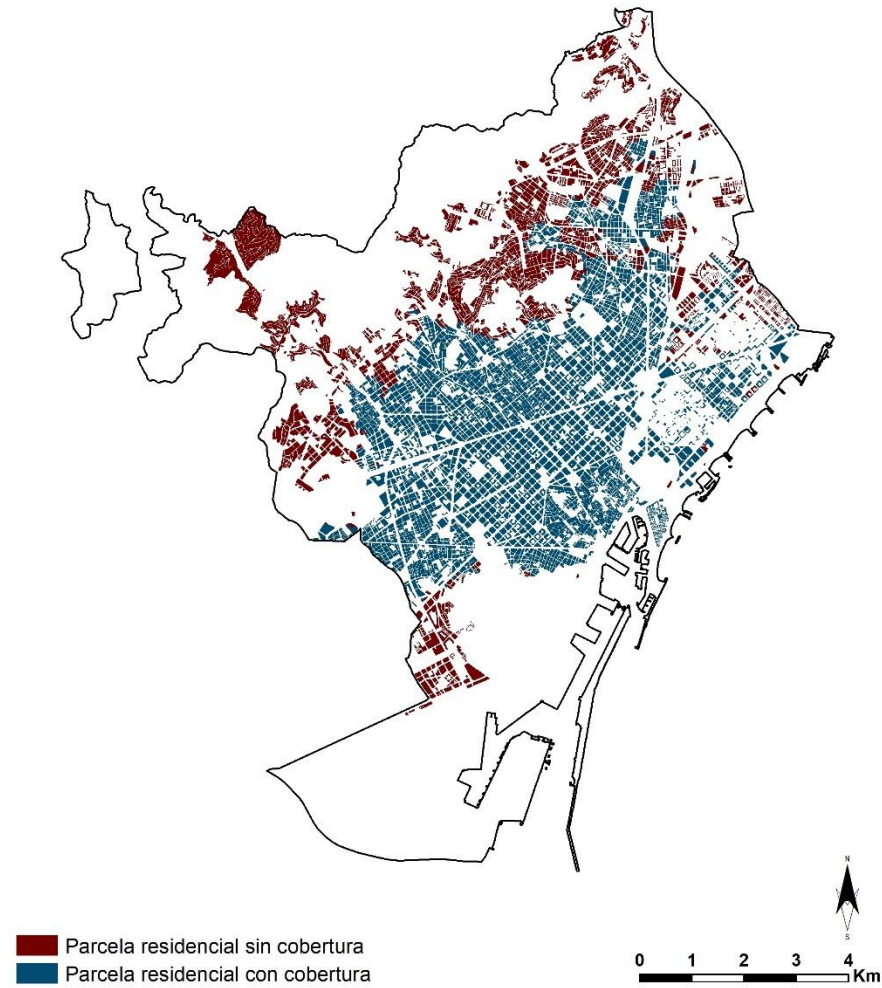 N
S
Parcela residencial sin cobertura
Parcela residencial con cobertura
0 1 2 3 4
Km